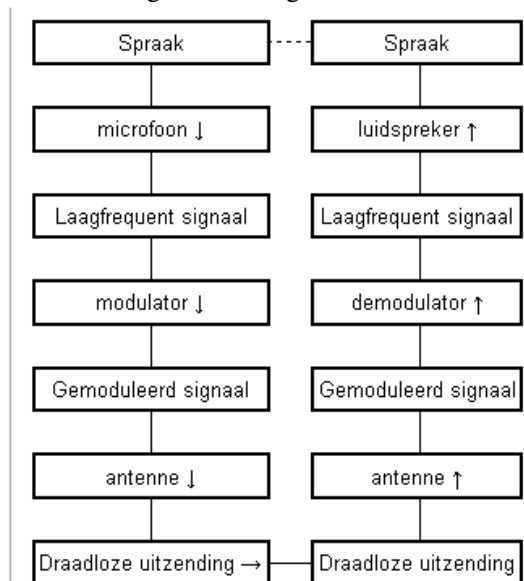 Spraak
microfoon ↓
Laagfrequent signaal
modulator ↓
Gemoduleerd signaal
antenne ↓
Draadloze uitzending →
Spraak
luidspreker ↑
Laagfrequent signaal
demodulator ↑
Gemoduleerd signaal
antenne ↑
Draadloze uitzending